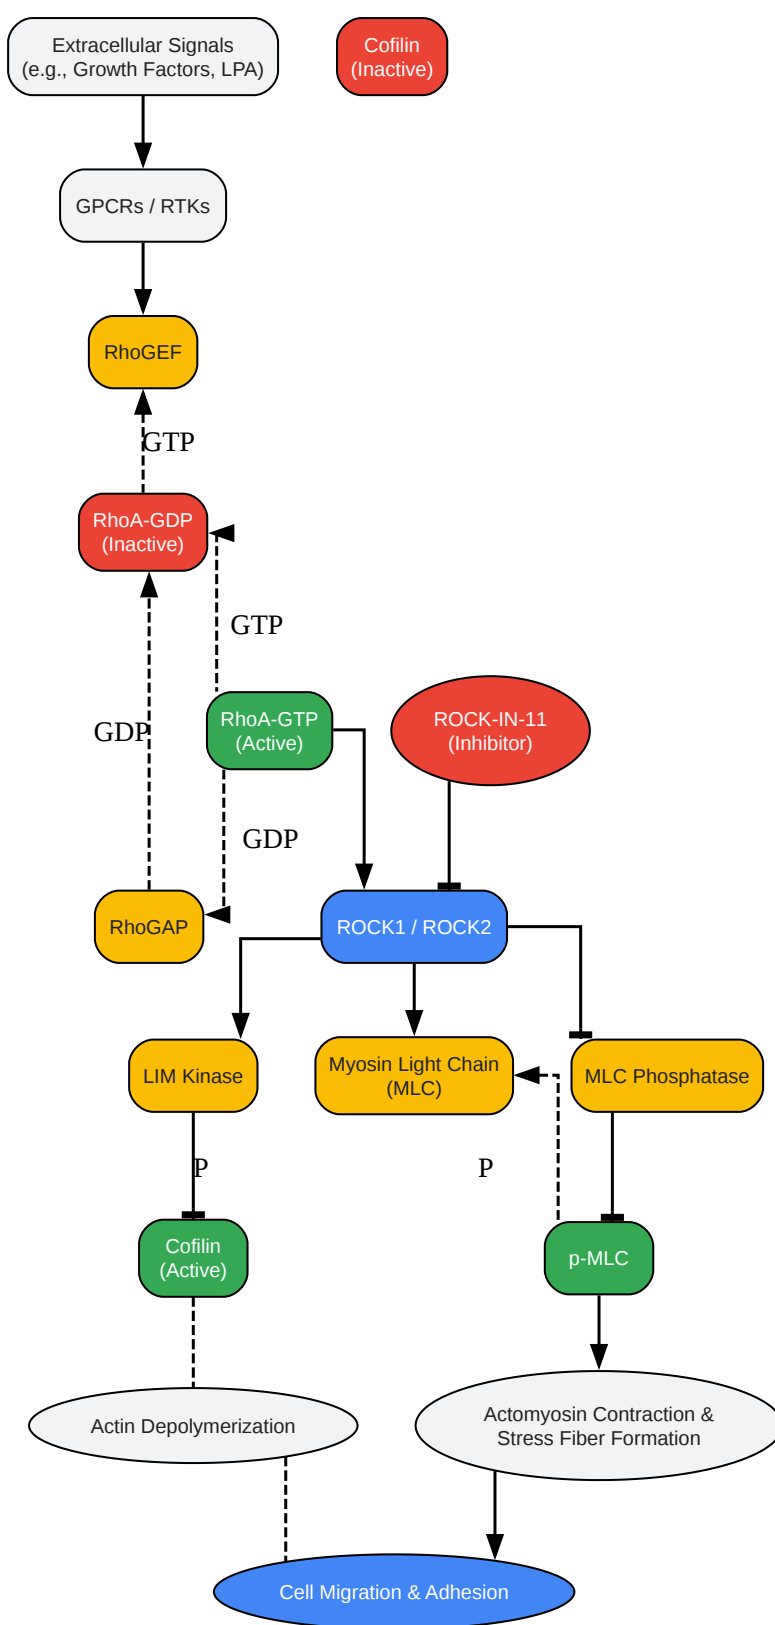 Extracellular Signals
(e.g., Growth Factors, LPA)
Cofilin
(Inactive)
GPCRs / RTKs
RhoGEF
GTP
RhoA-GDP
(Inactive)
GTP
RhoA-GTP
(Active)
ROCK-IN-11
(Inhibitor)
GDP
GDP
RhoGAP
ROCK1 / ROCK2
LIM Kinase
Myosin Light Chain
(MLC)
MLC Phosphatase
P
P
Cofilin
(Active)
p-MLC
Actin Depolymerization
Actomyosin Contraction &
Stress Fiber Formation
Cell Migration & Adhesion